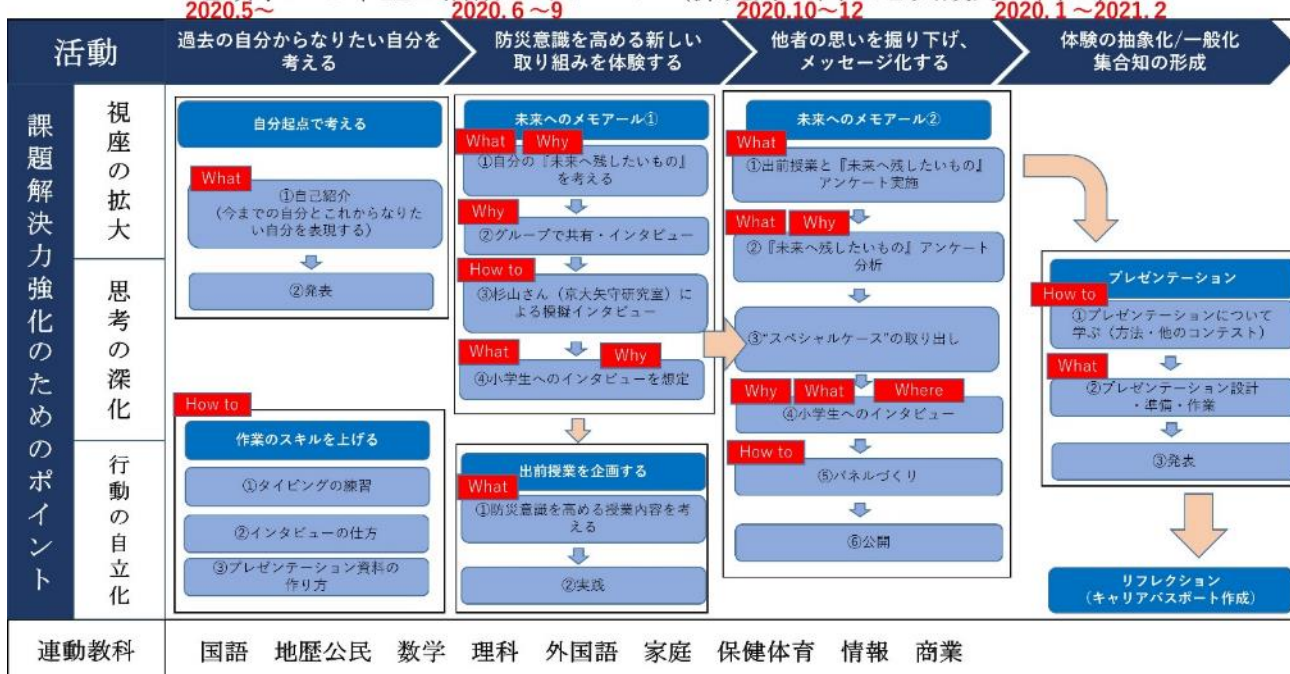 2020.5～
2020. 6～9
2020.10～12
2020. 1～2021. 2
活動
過去の自分からなりたい自分を
考える
防災意識を高める新しい
取り組みを体験する
他者の思いを掘り下げ、
メッセージ化する
体験の抽象化/一般化
集合知の形成
課題解決力強化のためのポイント
視座の拡大
思考の深化
行動の自立化
自分起点で考える
What
①自己紹介
(今までの自分とこれからなりた
い自分を表現する)
②発表
How to
作業のスキルを上げる
①タイピングの練習
②インタビューの仕方
③プレゼンテーション資料の
作り方
未来へのメモアール①
What
Why
①自分の『未来へ残したいもの』
を考える
Why
②グループで共有・インタビュー
How to
③杉山さん（京大矢守研究室）に
よる模擬インタビュー
What
Why
④小学生へのインタビューを想定
出前授業を企画する
What
①防災意識を高める授業内容を考
える
②実践
未来へのメモアール②
What
①出前授業と『未来へ残したいもの』
アンケート実施
What
Why
②『未来へ残したいもの』アンケート
分析
③“スペシャルケース”の取り出し
Why
What
Where
④小学生へのインタビュー
How to
⑤パネルづくり
⑥公開
プレゼンテーション
How to
①プレゼンテーションについて
学ぶ（方法・他のコンテスト）
What
②プレゼンテーション設計
・準備・作業
③発表
リフレクション
(キャリアパスポート作成)
連動教科
国語 地歴公民 数学 理科 外国語 家庭 保健体育 情報 商業